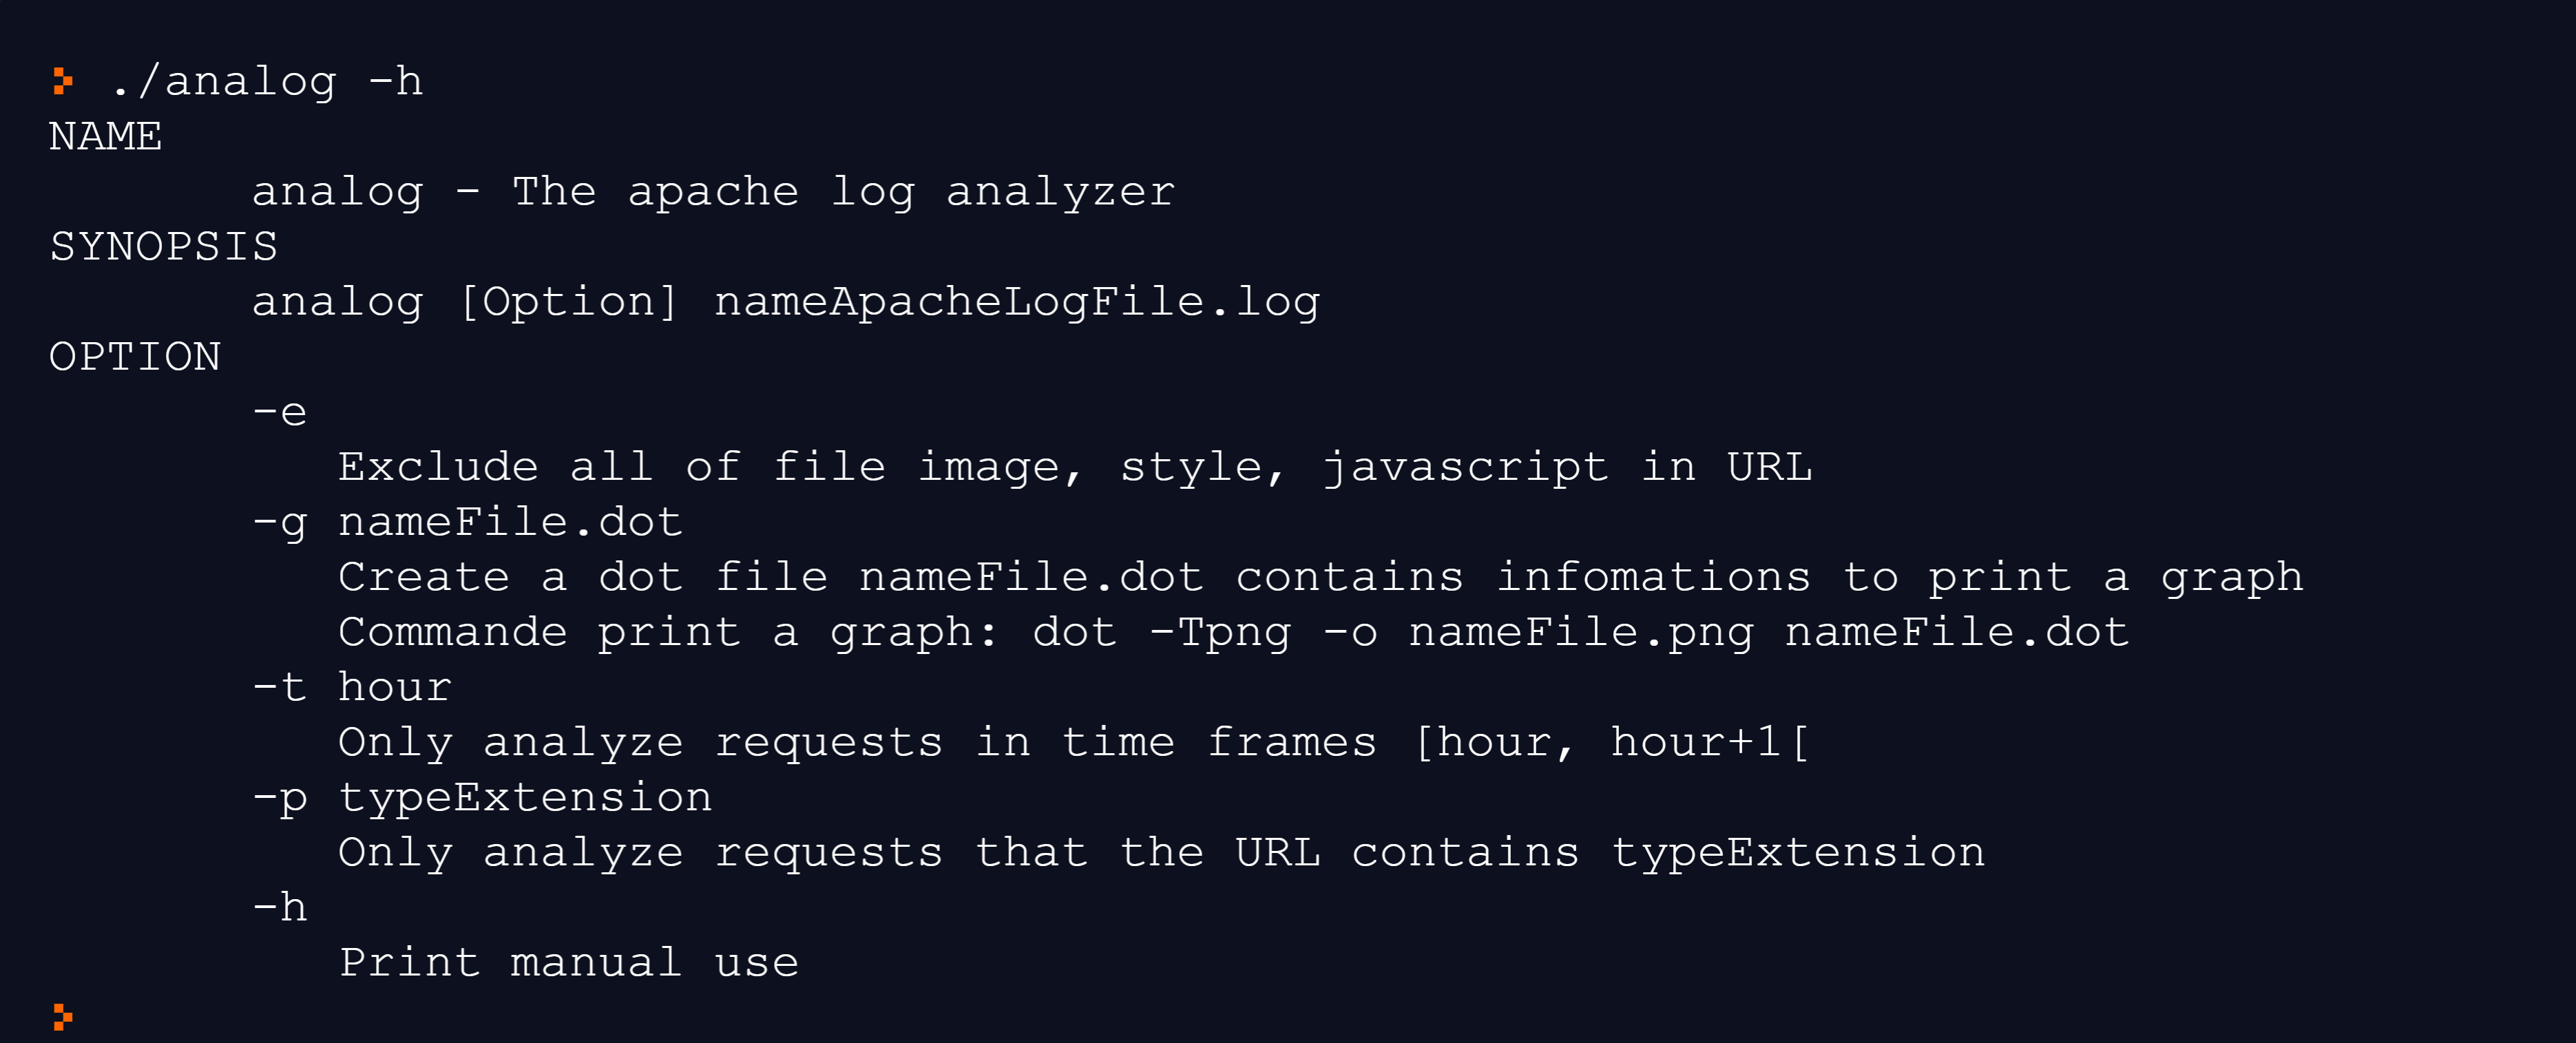 ./analog -h
NAME
analog - The apache log analyzer
SYNOPSIS
analog [Option] nameApacheLogFile.log
OPTION
-e
Exclude all of file image, style, javascript in URL
-g nameFile.dot
Create a dot file nameFile.dot contains infomations to print a graph
Commande print a graph: dot -Tpng -o nameFile.png nameFile.dot
-t hour
Only analyze requests in time frames [hour, hour+1[
-p typeExtension
Only analyze requests that the URL contains typeExtension
-h
Print manual use